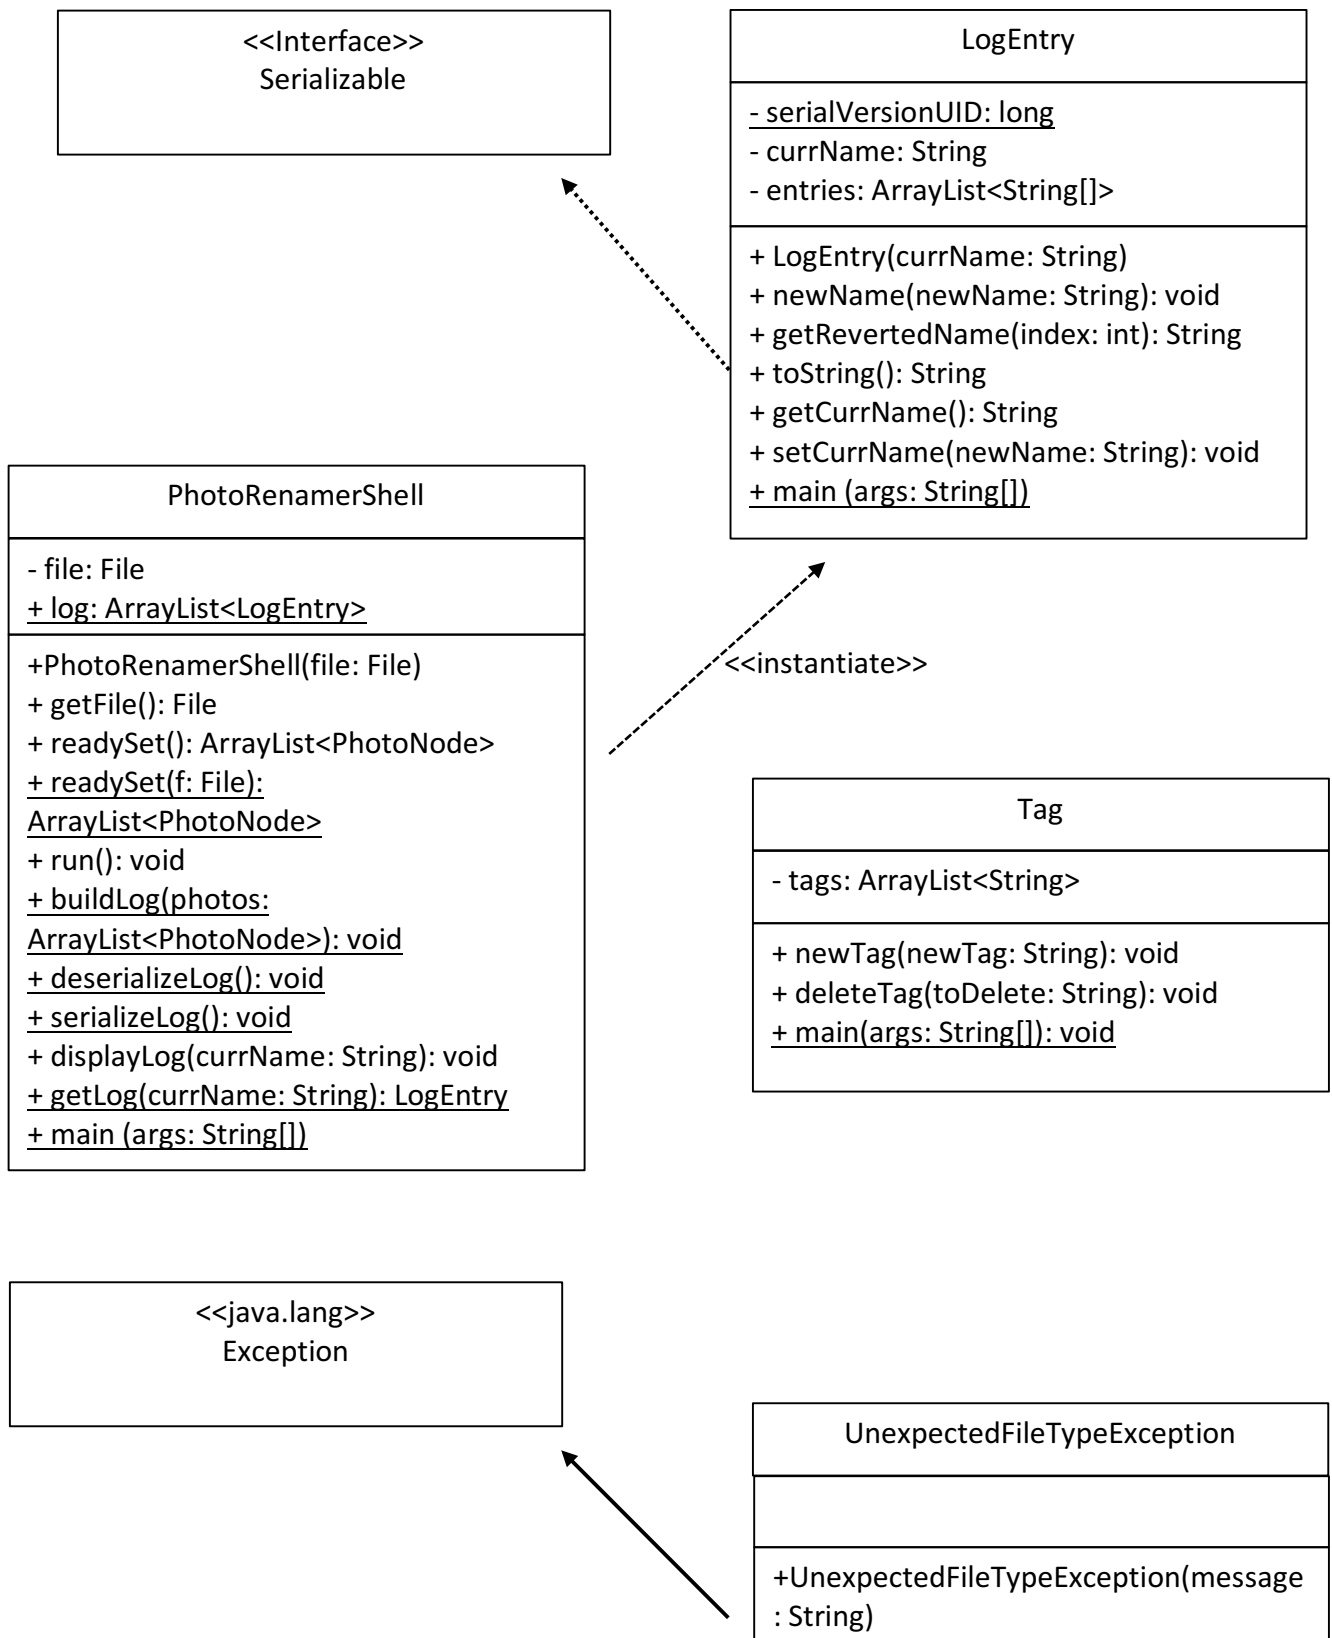 <<Interface>>
Serializable
LogEntry
- serialVersionUID: long
- currName: String
- entries: ArrayList<String[]>
+ LogEntry(currName: String)
+ newName(newName: String): void
+ getRevertedName(index: int): String
+ toString(): String
+ getCurrName(): String
+ setCurrName(newName: String): void
+ main (args: String[])
PhotoRenamerShell
- file: File
+ log: ArrayList<LogEntry>
+PhotoRenamerShell(file: File)
+ getFile(): File
+ readySet(): ArrayList<PhotoNode>
+ readySet(f: File):
ArrayList<PhotoNode>
+ run(): void
+ buildLog(photos:
ArrayList<PhotoNode>): void
+ deserializeLog(): void
+ serializeLog(): void
+ displayLog(currName: String): void
+ getLog(currName: String): LogEntry
+ main (args: String[])
<<instantiate>>
Tag
- tags: ArrayList<String>
+ newTag(newTag: String): void
+ deleteTag(toDelete: String): void
+ main(args: String[]): void
<<java.lang>>
Exception
UnexpectedFileTypeException
+UnexpectedFileTypeException(message
: String)